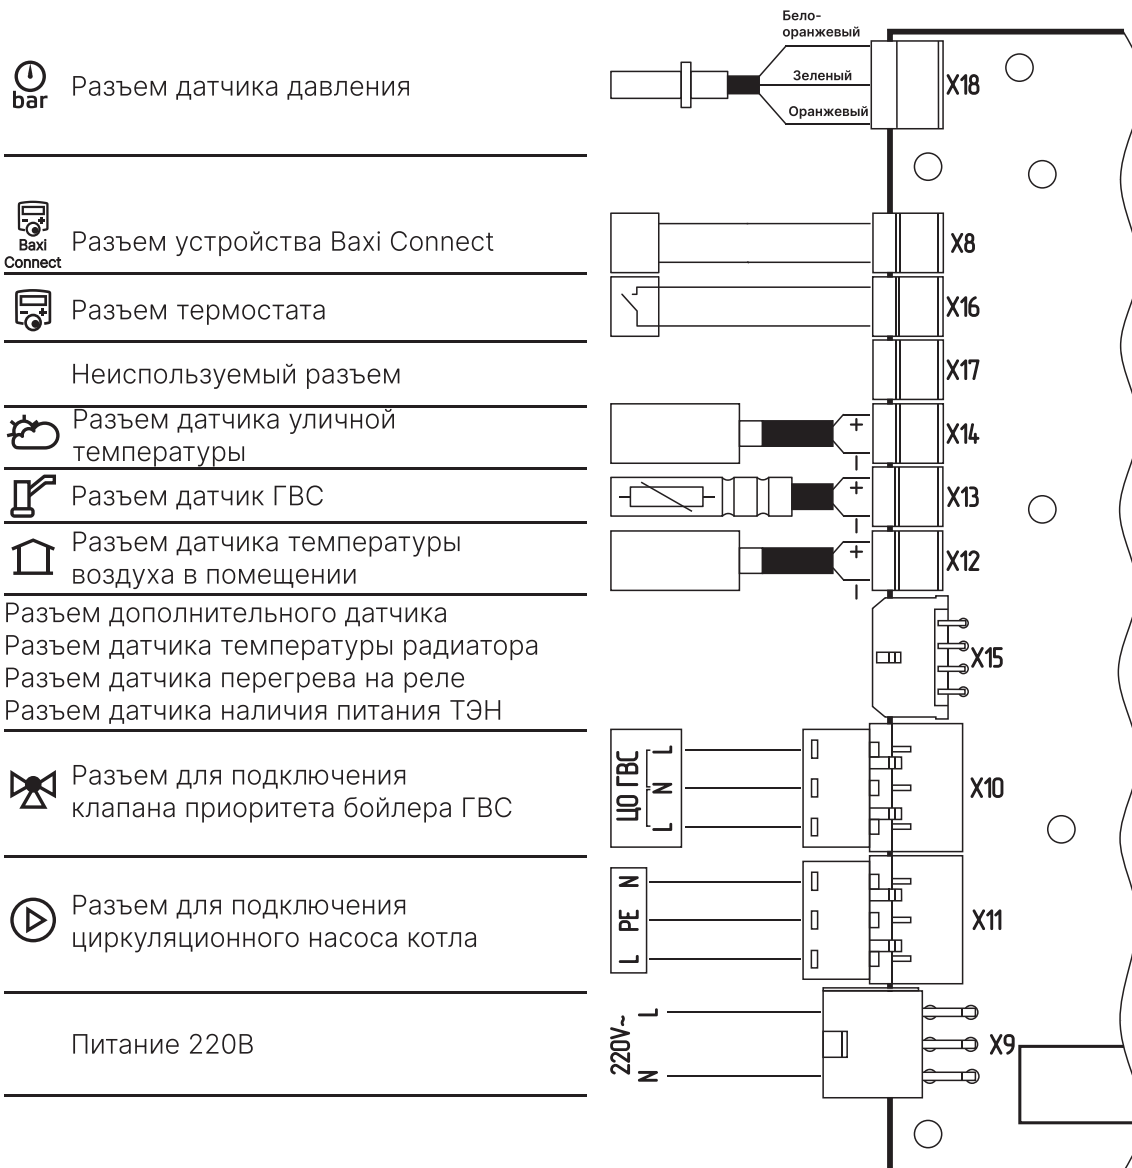 Бело-
оранжевый
bar
Разъем датчика давления
Зеленый
Оранжевый
X18
Baxi
Connect
Разъем устройства Baxi Connect
X8
Разъем термостата
X16
Неиспользуемый разъем
X17
Разъем датчика уличной
температуры
+
–
X14
Разъем датчик ГВС
+
–
X13
Разъем датчика температуры
воздуха в помещении
+
–
X12
Разъем дополнительного датчика
Разъем датчика температуры радиатора
Разъем датчика перегрева на реле
Разъем датчика наличия питания ТЭН
X15
Разъем для подключения
клапана приоритета бойлера ГВС
ЦО ГВС
L N L
X10
Разъем для подключения
циркуляционного насоса котла
L PE N
X11
Питание 220В
220V~
N L
X9